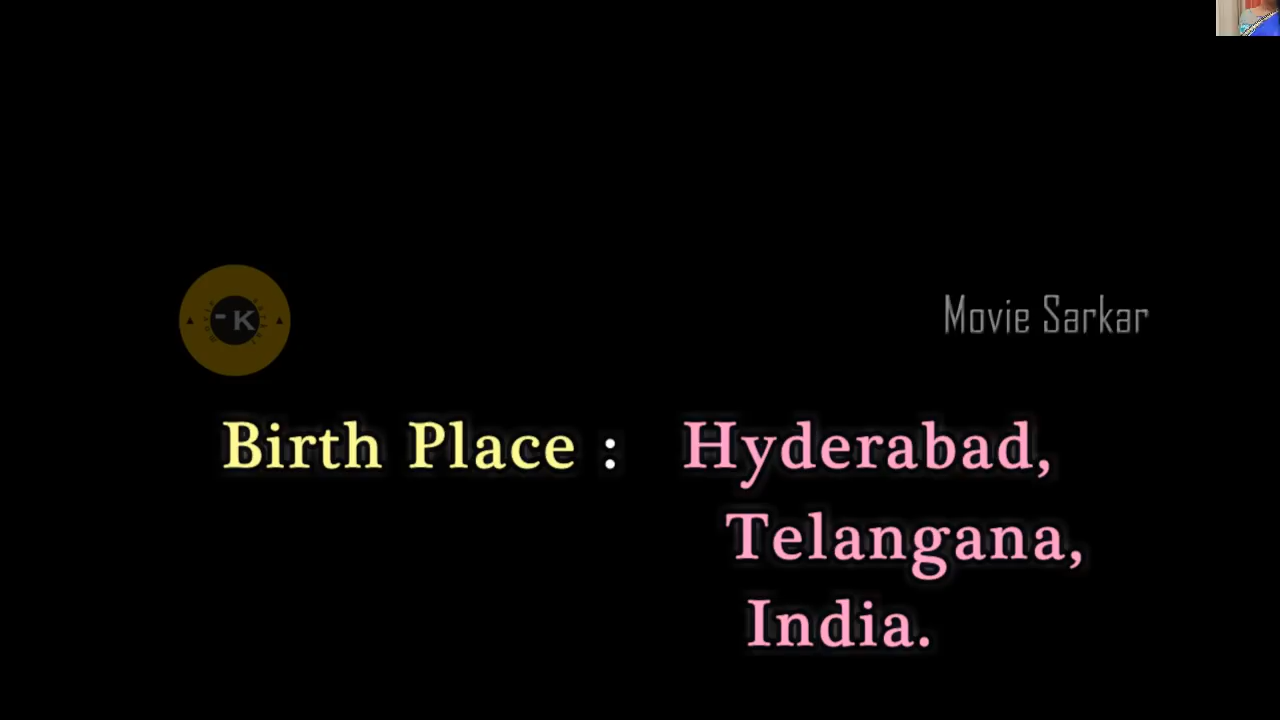 K
Movie Sarkar
Birth Place : Hyderabad,
Telangana,
India.